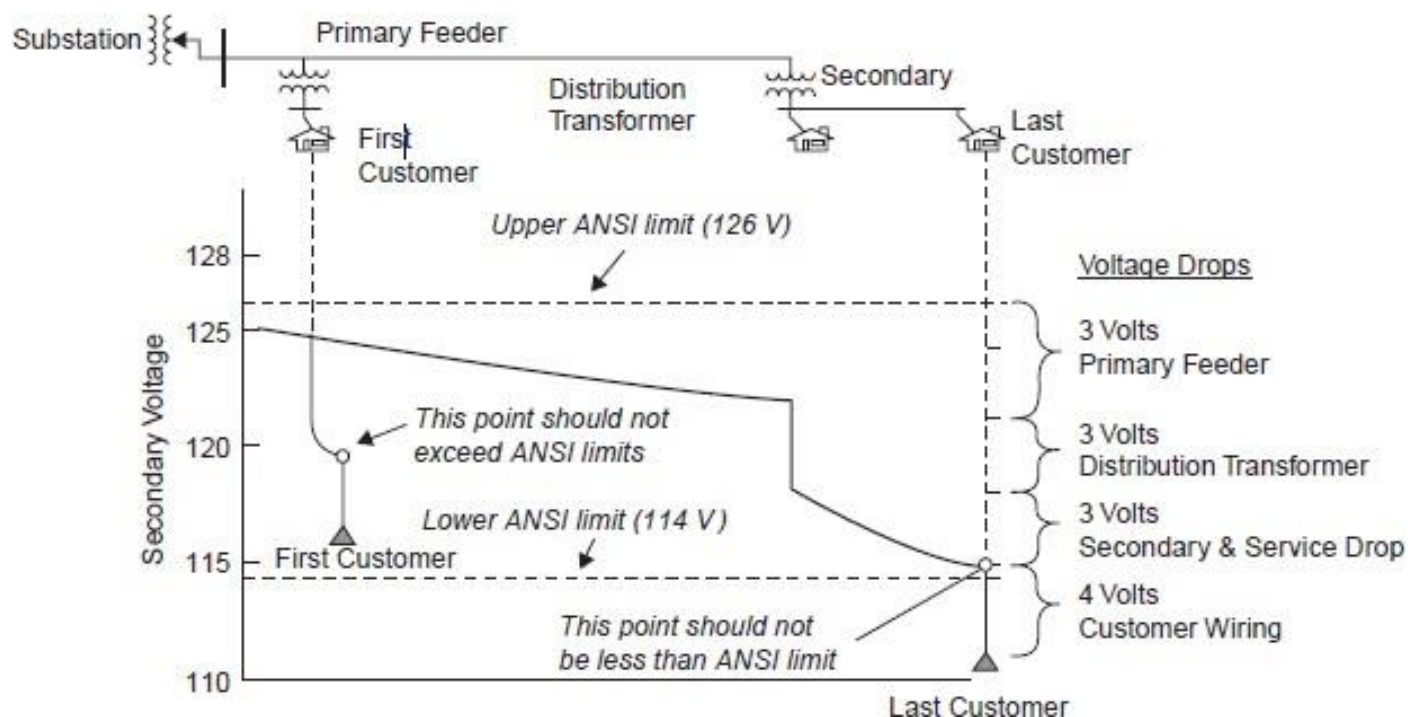 Substation
Primary Feeder
Distribution
Transformer
Secondary
First
Customer
Last
Customer
Upper ANSI limit (126 V)
Voltage Drops
128
125
120
115
110
Secondary Voltage
This point should not
exceed ANSI limits
Lower ANSI limit (114 V)
First Customer
This point should not
be less than ANSI limit
Last Customer
3 Volts
Primary Feeder
3 Volts
Distribution Transformer
3 Volts
Secondary & Service Drop
4 Volts
Customer Wiring